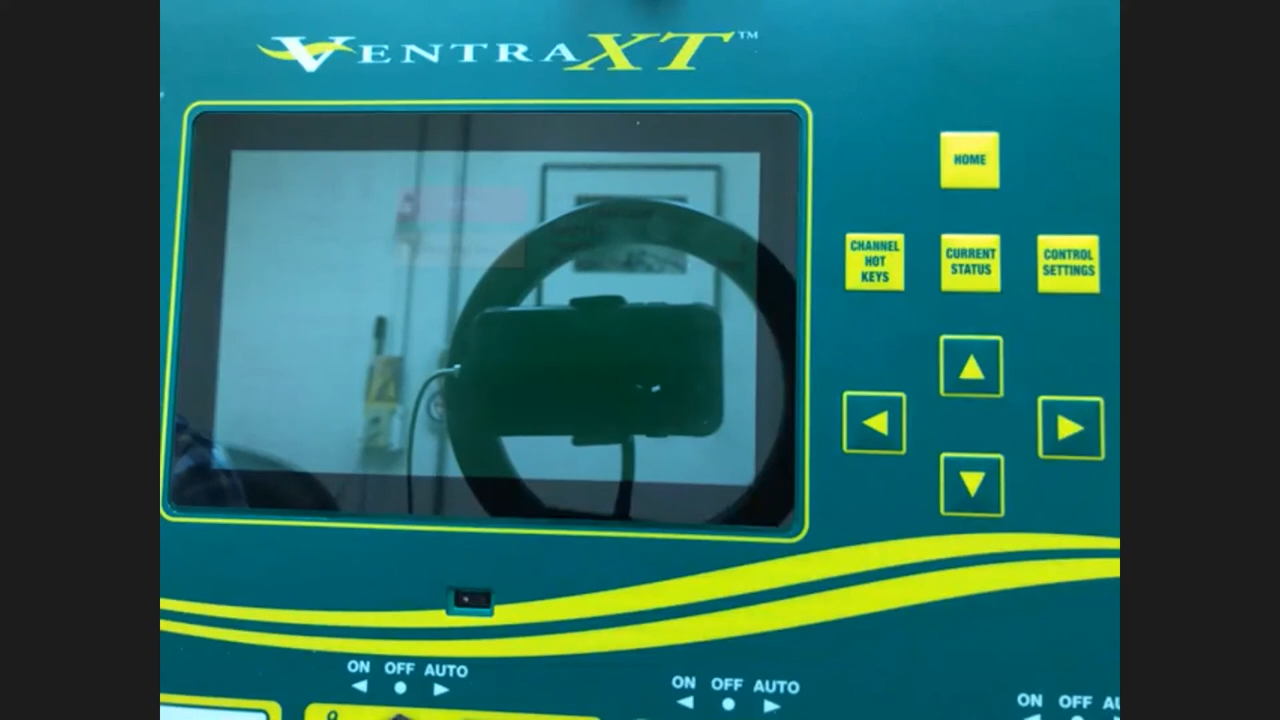 VENTRAXT™
HOME
CHANNEL
HOT
KEYS
CURRENT
STATUS
CONTROL
SETTINGS
ON OFF AUTO
ON OFF AUTO
ON OFF AU